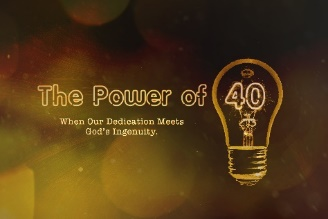 The Power of 40
When Our Dedication Meets
God's Ingenuity.